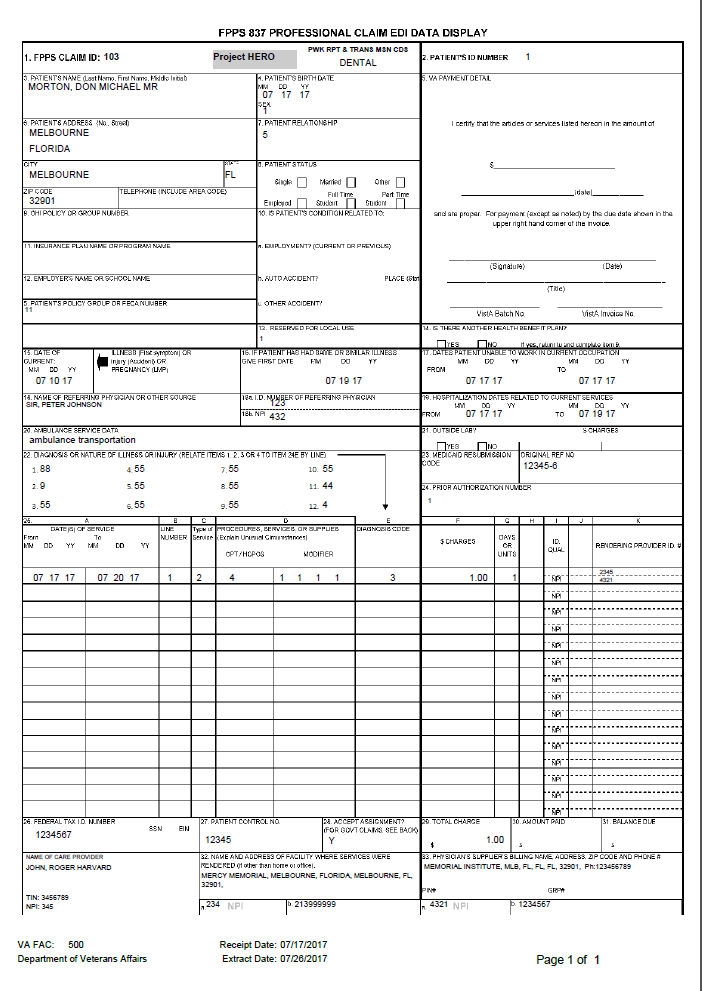 FPPS 837 PROFESSIONAL CLAIM EDI DATA DISPLAY
1. FPPS CLAIM ID: 103
Project HERO
PWK RPT & TRANS MSN CDS
DENTAL
2. PATIENT'S ID NUMBER 1
3. PATIENT'S NAME (Last Name, First Name, Middle Initial)
MORTON, DON MICHAEL MR
4. PATIENT'S BIRTH DATE
MM DD YY
07 17 17
SEX
1
5. VA PAYMENT DETAIL
I certify that the articles or services listed hereon in the amount of
$
(date)
and are proper. For payment (except as noted) by the due date shown in the
upper right hand corner of the invoice.
(Signature) (Date)
(Title)
VistA Batch No. VistA Invoice No.
6. PATIENT'S ADDRESS (No., Street)
MELBOURNE
FLORIDA
7. PATIENT RELATIONSHIP
5
CITY
MELBOURNE
STATE
FL
8. PATIENT STATUS
Single Married Other
Full Time Part Time
Employed Student Student
ZIP CODE
32901
TELEPHONE (INCLUDE AREA CODE)
9. OHI POLICY OR GROUP NUMBER
10. IS PATIENT'S CONDITION RELATED TO:
11. INSURANCE PLAN NAME OR PROGRAM NAME
a. EMPLOYMENT? (CURRENT OR PREVIOUS)
12. EMPLOYER'S NAME OR SCHOOL NAME
b. AUTO ACCIDENT? PLACE (Stat
5. PATIENT'S POLICY GROUP OR FECA NUMBER
11
c. OTHER ACCIDENT?
13. RESERVED FOR LOCAL USE
1
14. IS THERE ANOTHER HEALTH BENEFIT PLAN?
YES NO If yes, return to and complete item 9.
15. DATE OF CURRENT:
MM DD YY
07 10 17
ILLNESS (First symptom) OR
Injury (Accident) OR
PREGNANCY (LMP)
16. IF PATIENT HAS HAD SAME OR SIMILAR ILLNESS
GIVE FIRST DATE MM DD YY
07 19 17
17. DATES PATIENT UNABLE TO WORK IN CURRENT OCCUPATION
MM DD YY MM DD YY
FROM TO
07 17 17 07 17 17
18. NAME OF REFERRING PHYSICIAN OR OTHER SOURCE
SIR, PETER JOHNSON
18a. I.D. NUMBER OF REFERRING PHYSICIAN
123
18b. NPI 432
19. HOSPITALIZATION DATES RELATED TO CURRENT SERVICES
MM DD YY MM DD YY
FROM 07 17 17 TO 07 19 17
20. AMBULANCE SERVICE DATA
ambulance transportation
21. OUTSIDE LAB? $ CHARGES
YES NO
22. DIAGNOSIS OR NATURE OF ILLNESS OR INJURY (RELATE ITEMS 1, 2, 3 OR 4 TO ITEM 24E BY LINE)
1. 88 4. 55 7. 55 10. 55
2. 9 5. 55 8. 55 11. 44
3. 55 6. 55 9. 55 12. 4
23. MEDICAID RESUBMISSION
CODE
ORIGINAL REF NO
12345-6
24. PRIOR AUTHORIZATION NUMBER
1
25. A B C D E F G H I J K
DATE(S) OF SERVICE
From To
MM DD YY MM DD YY
LINE
NUMBER
Type of
Service
PROCEDURES, SERVICES, OR SUPPLIES
(Explain Unusual Circumstances)
CPT/HCPCS MODIFIER
DIAGNOSIS CODE
$ CHARGES
DAYS
OR
UNITS
ID.
QUAL
RENDERING PROVIDER ID. #
07 17 17 07 20 17 1 2 4 1 1 1 1 3 1.00 1 NPI
2345
4321
NPI
NPI
NPI
NPI
NPI
NPI
NPI
NPI
NPI
NPI
NPI
NPI
NPI
NPI
26. FEDERAL TAX I.D. NUMBER SSN EIN
1234567
27. PATIENT CONTROL NO.
12345
28. ACCEPT ASSIGNMENT?
(FOR GOVT CLAIMS, SEE BACK)
Y
29. TOTAL CHARGE
$ 1.00
30. AMOUNT PAID
$
31. BALANCE DUE
$
NAME OF CARE PROVIDER
JOHN, ROGER HARVARD
TIN: 3456789
NPI: 345
32. NAME AND ADDRESS OF FACILITY WHERE SERVICES WERE
RENDERED (If other than home or office).
MERCY MEMORIAL, MELBOURNE, FLORIDA, MELBOURNE, FL,
32901,
a. 234 NPI b. 213999999
33. PHYSICIAN'S SUPPLIER'S BILLING NAME, ADDRESS, ZIP CODE AND PHONE #
MEMORIAL INSTITUTE, MLB, FL, FL, FL, 32901, Ph:123456789
PIN# GRP#
a. 4321 NPI b. 1234567
VA FAC: 500
Department of Veterans Affairs
Receipt Date: 07/17/2017
Extract Date: 07/26/2017
Page 1 of 1